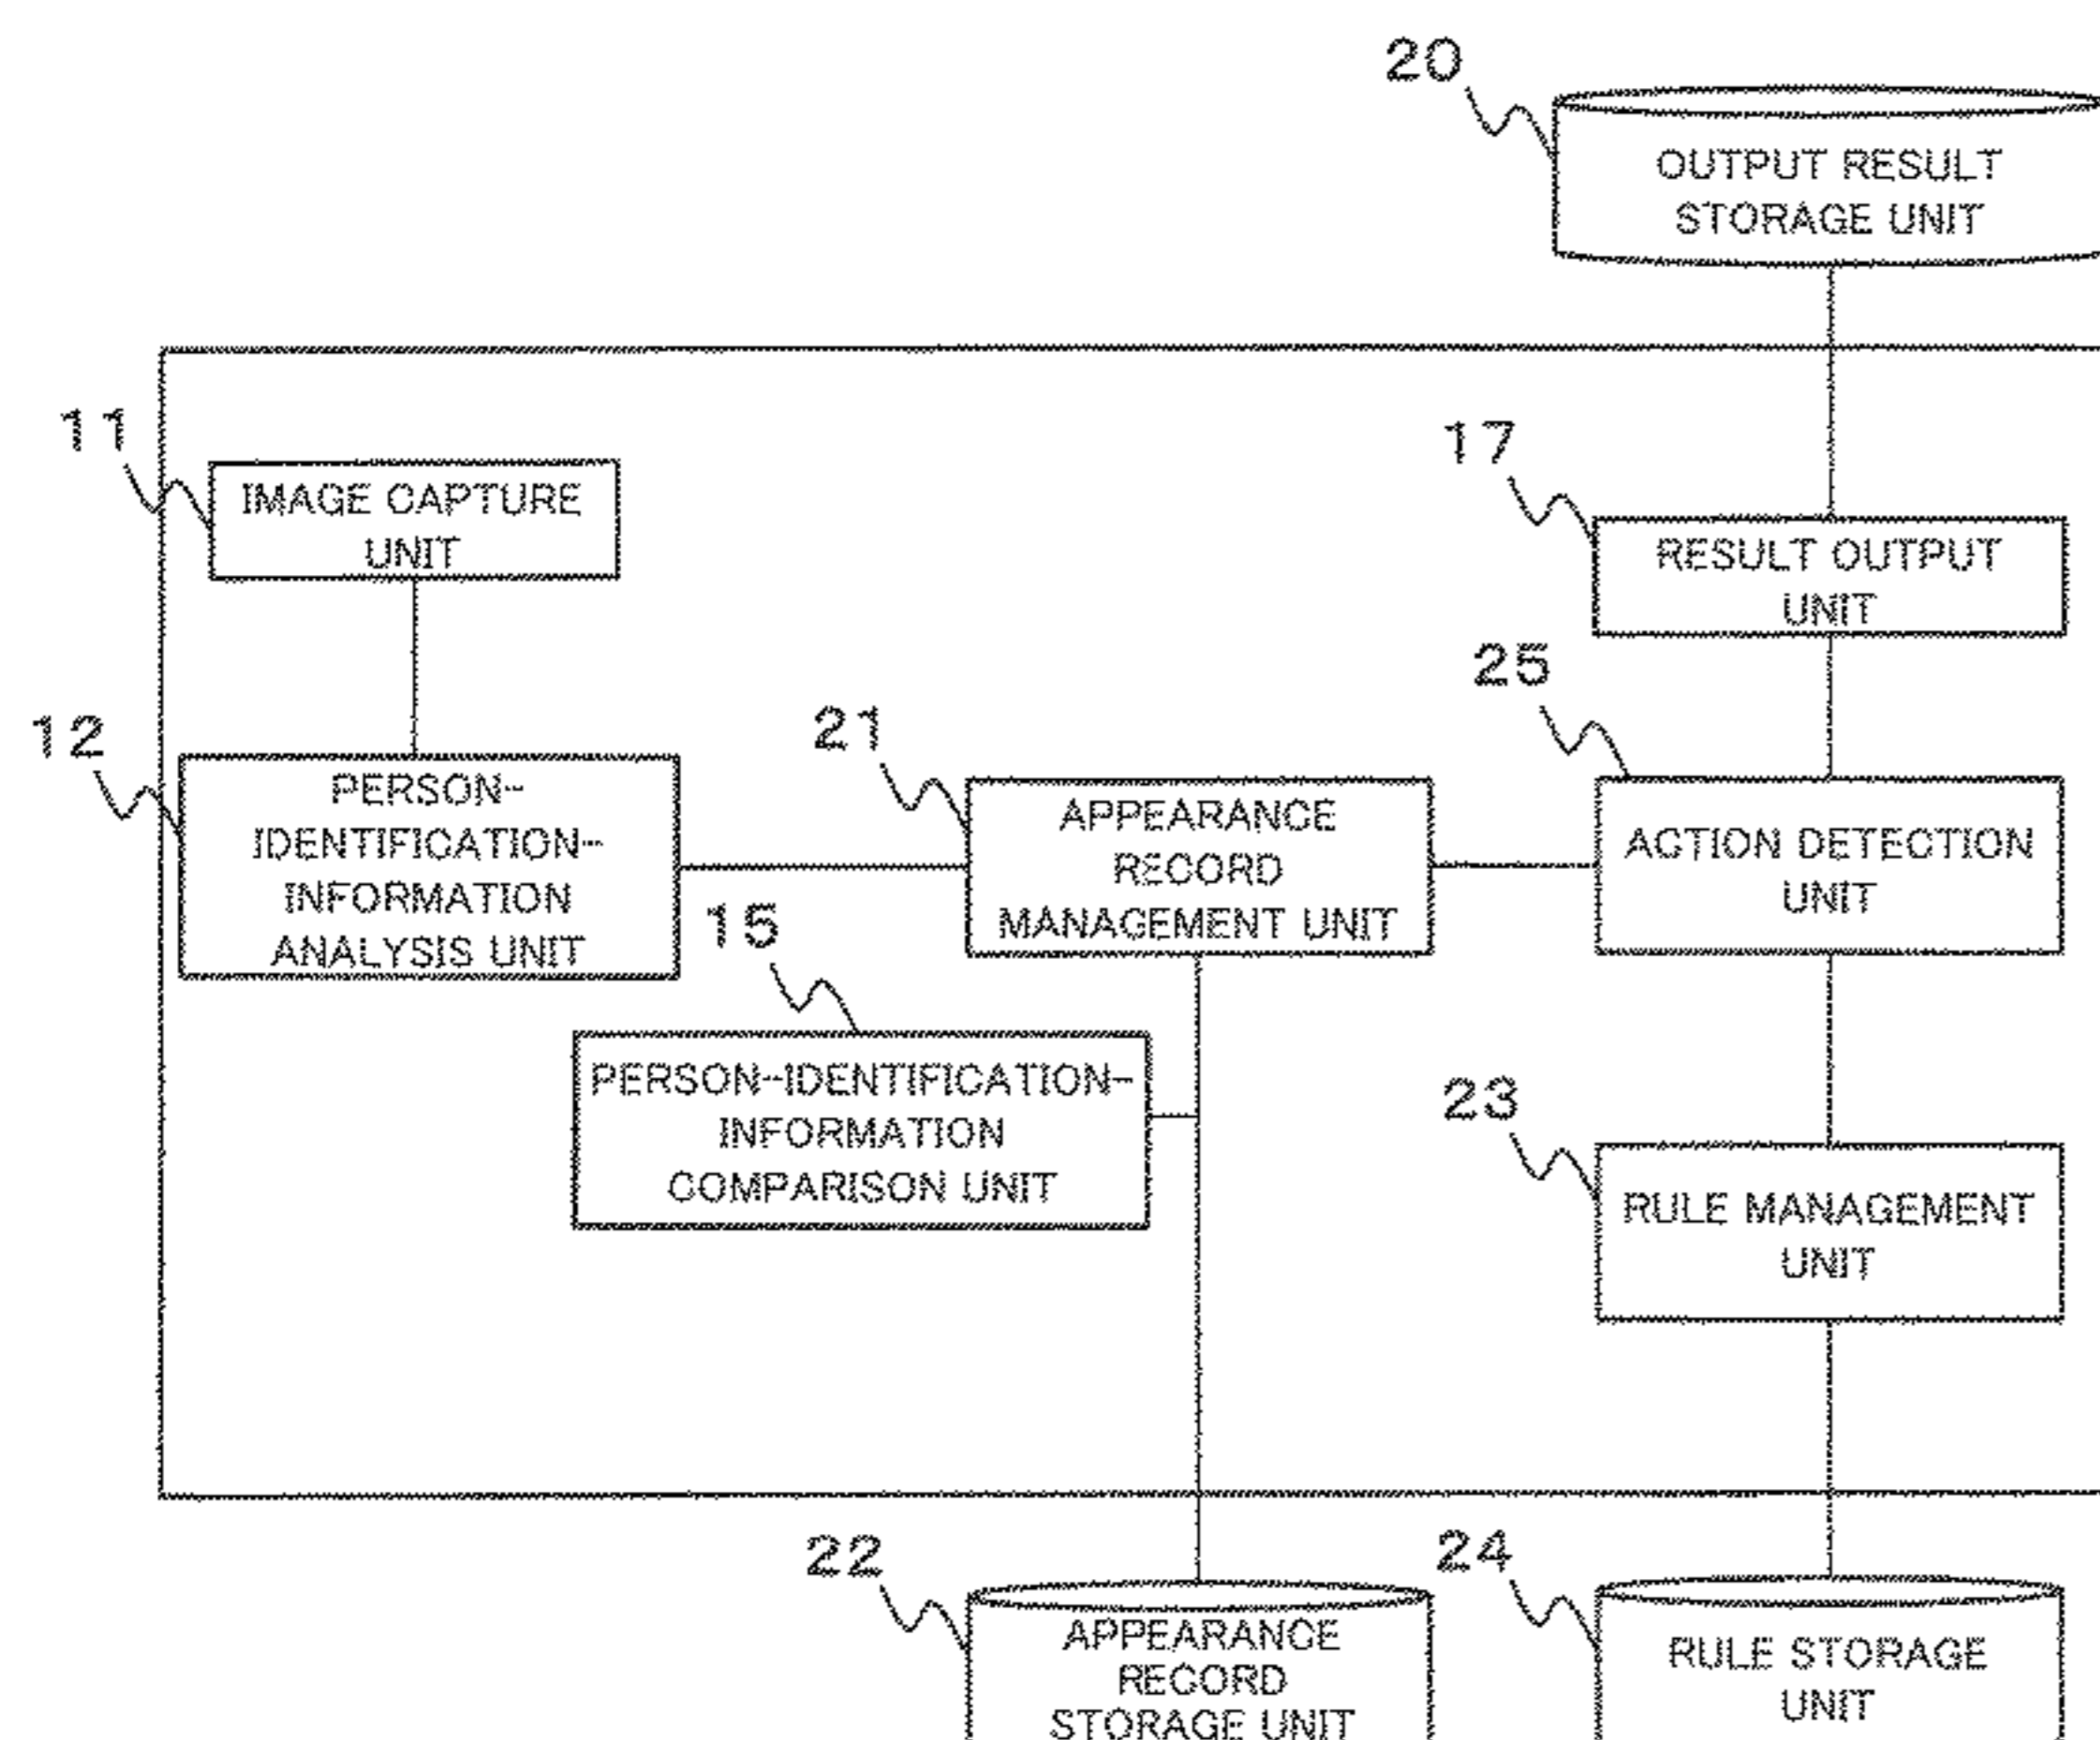 20
OUTPUT RESULT
STORAGE UNIT
11
IMAGE CAPTURE
UNIT
17
RESULT OUTPUT
UNIT
12
PERSON-
IDENTIFICATION-
INFORMATION
ANALYSIS UNIT
21
APPEARANCE
RECORD
MANAGEMENT UNIT
25
ACTION DETECTION
UNIT
15
PERSON-IDENTIFICATION-
INFORMATION
COMPARISON UNIT
23
RULE MANAGEMENT
UNIT
22
APPEARANCE
RECORD
STORAGE UNIT
24
RULE STORAGE
UNIT